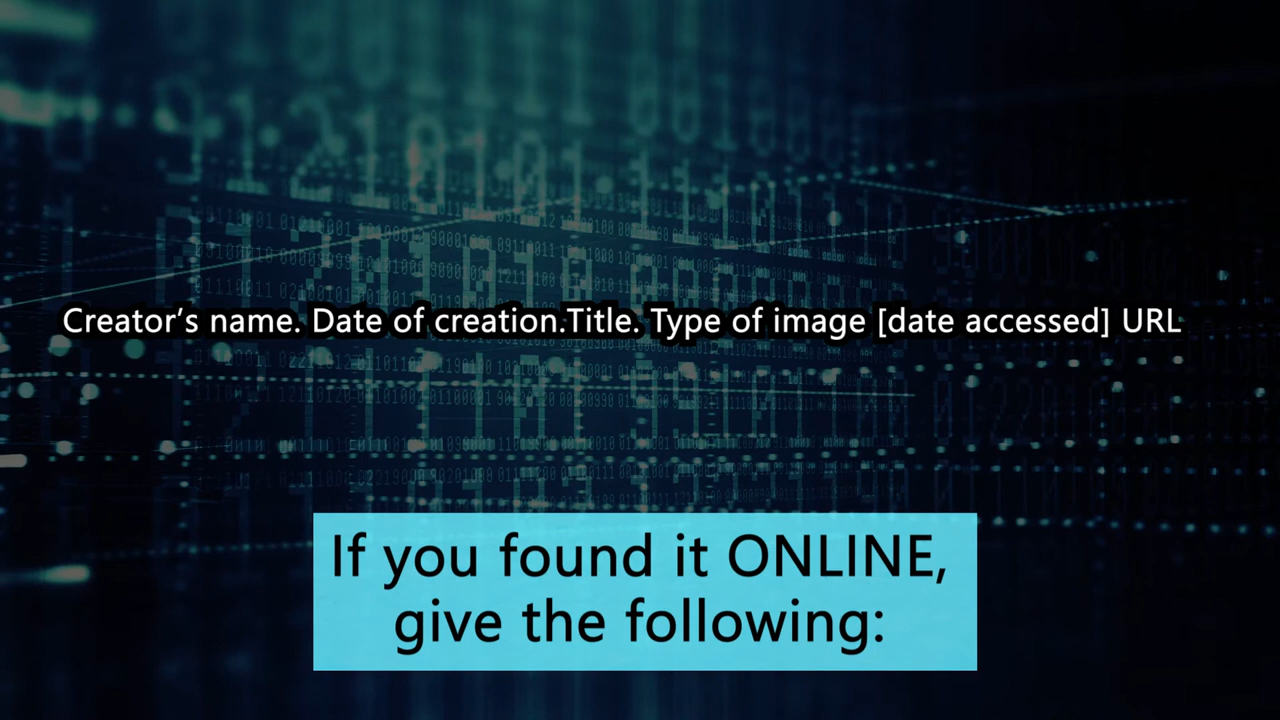 Creator’s name. Date of creation.Title. Type of image [date accessed] URL
If you found it ONLINE,
give the following: